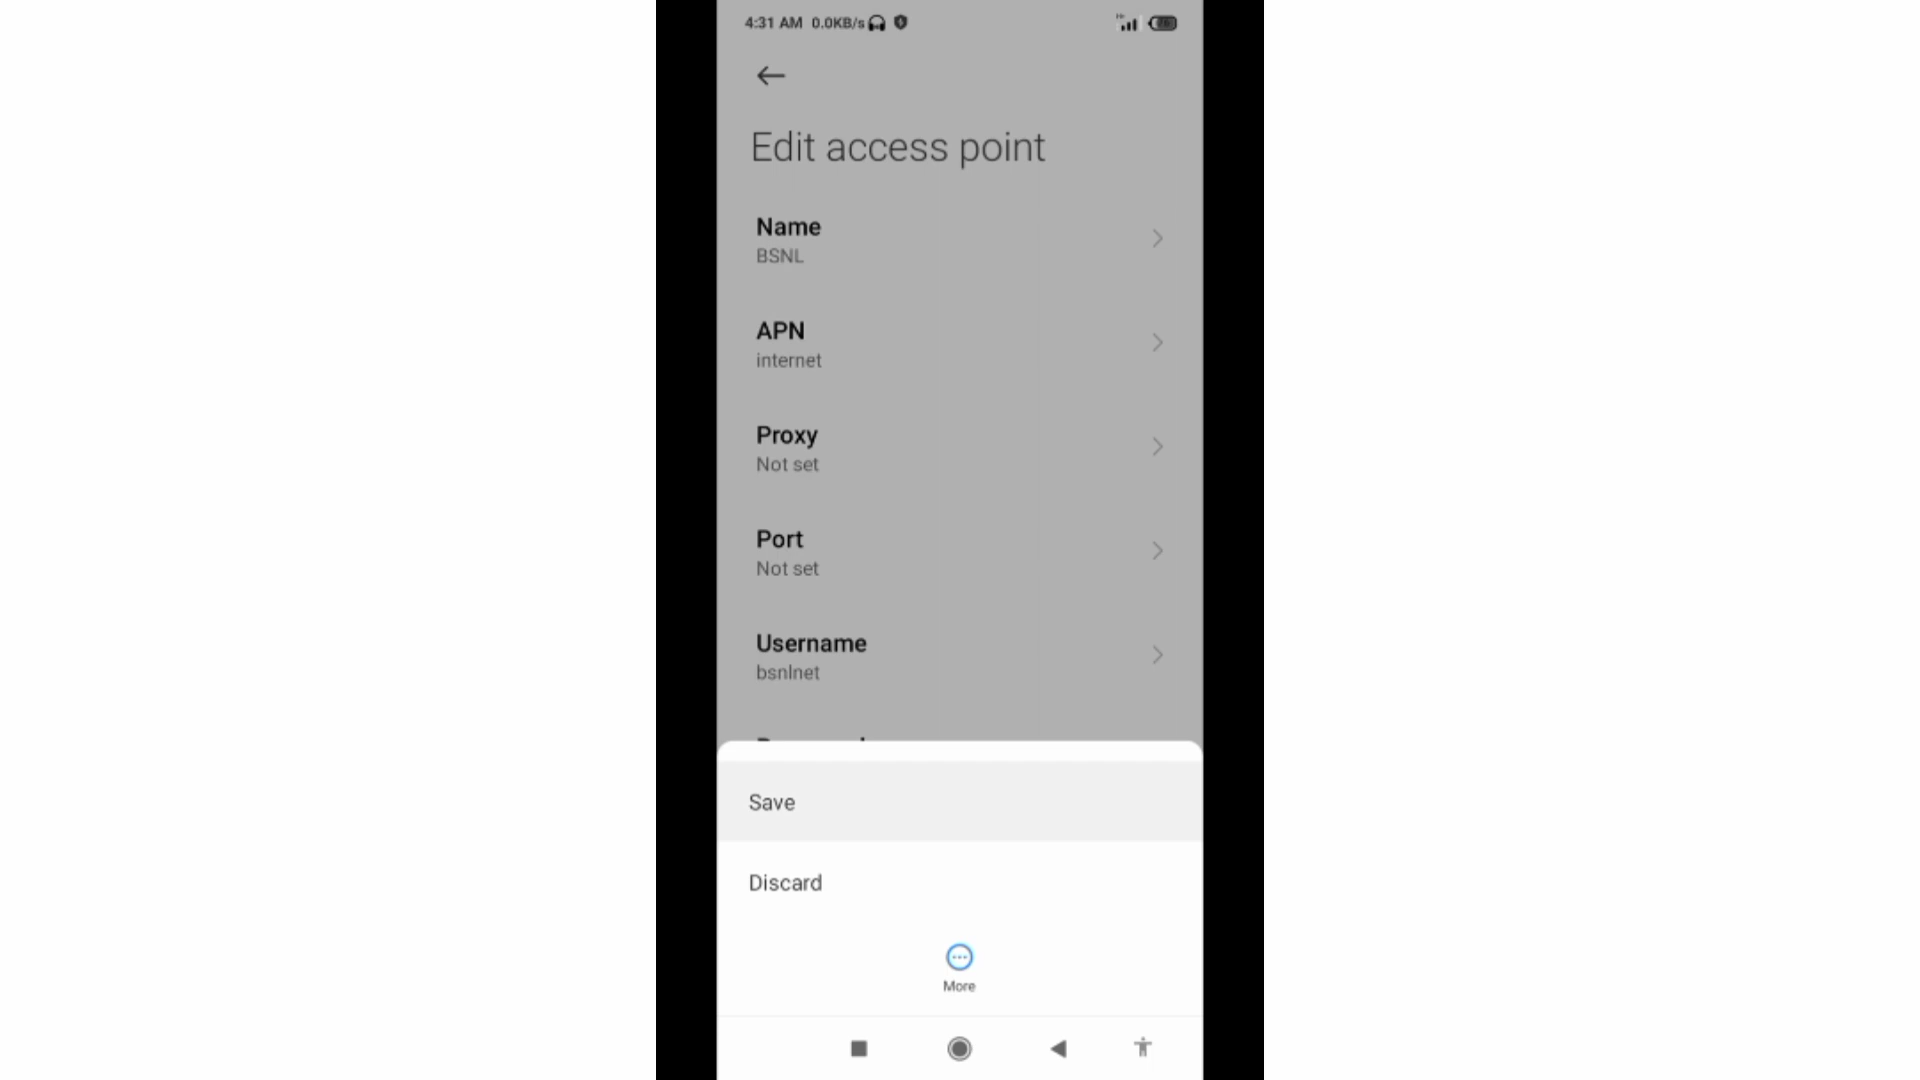 4:31 AM 0.0KB/s
Edit access point
Name
BSNL
APN
internet
Proxy
Not set
Port
Not set
Username
bsnlnet
Save
Discard
More